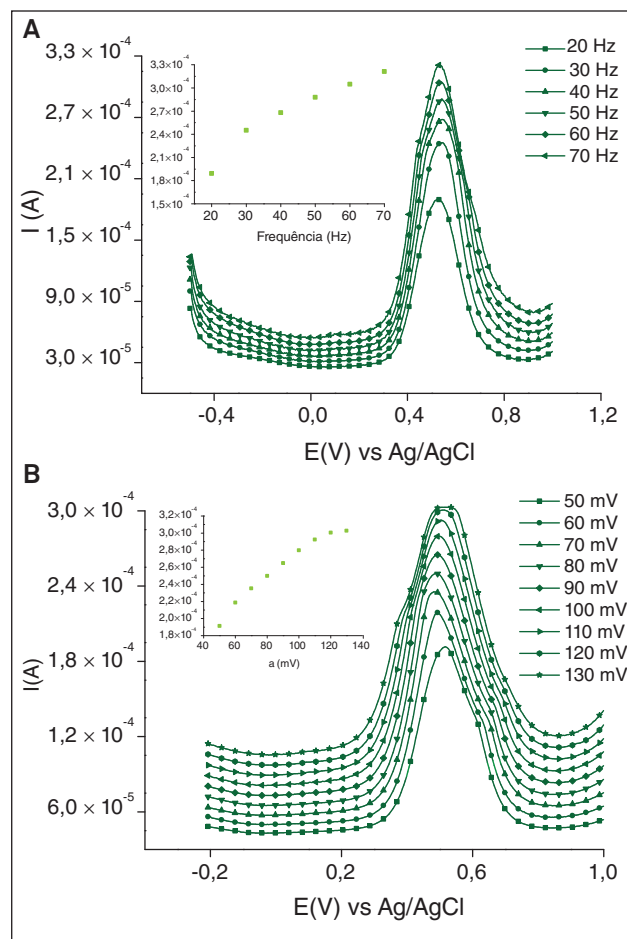 A
I (A)
3,3 × 10⁻⁴
2,7 × 10⁻⁴
2,1 × 10⁻⁴
1,5 × 10⁻⁴
9,0 × 10⁻⁵
3,0 × 10⁻⁵
-0,4 0,0 0,4 0,8 1,2
E(V) vs Ag/AgCl
3,3 × 10⁻⁴
3,3 × 10⁻⁴
2,9 × 10⁻⁴
2,7 × 10⁻⁴
2,4 × 10⁻⁴
2,1 × 10⁻⁴
1,9 × 10⁻⁴
1,8 × 10⁻⁴
1,5 × 10⁻⁴
20 30 40 50 60 70
Frequência (Hz)
20 Hz
30 Hz
40 Hz
50 Hz
60 Hz
70 Hz
B
I(A)
3,0 × 10⁻⁴
2,4 × 10⁻⁴
1,8 × 10⁻⁴
1,2 × 10⁻⁴
6,0 × 10⁻⁵
-0,2 0,2 0,6 1,0
E(V) vs Ag/AgCl
3,2×10⁻⁴
3,0×10⁻⁴
2,8×10⁻⁴
2,6×10⁻⁴
2,4×10⁻⁴
2,2×10⁻⁴
2,0×10⁻⁴
1,8×10⁻⁴
40 60 80 100 120 140
a (mV)
50 mV
60 mV
70 mV
80 mV
90 mV
100 mV
110 mV
120 mV
130 mV